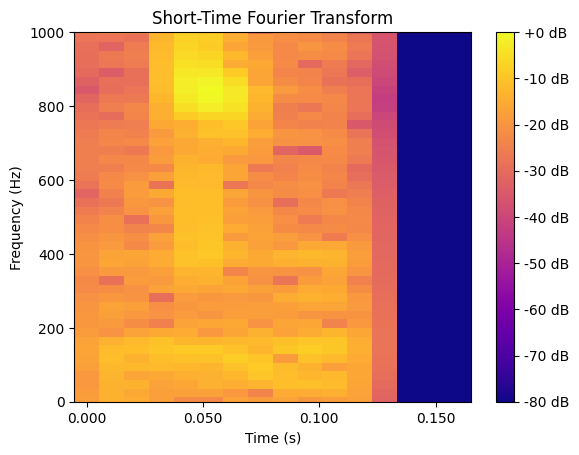 Short-Time Fourier Transform
1000
800
600
400
200
0
Frequency (Hz)
0.000
0.050
0.100
0.150
Time (s)
+0 dB
-10 dB
-20 dB
-30 dB
-40 dB
-50 dB
-60 dB
-70 dB
-80 dB